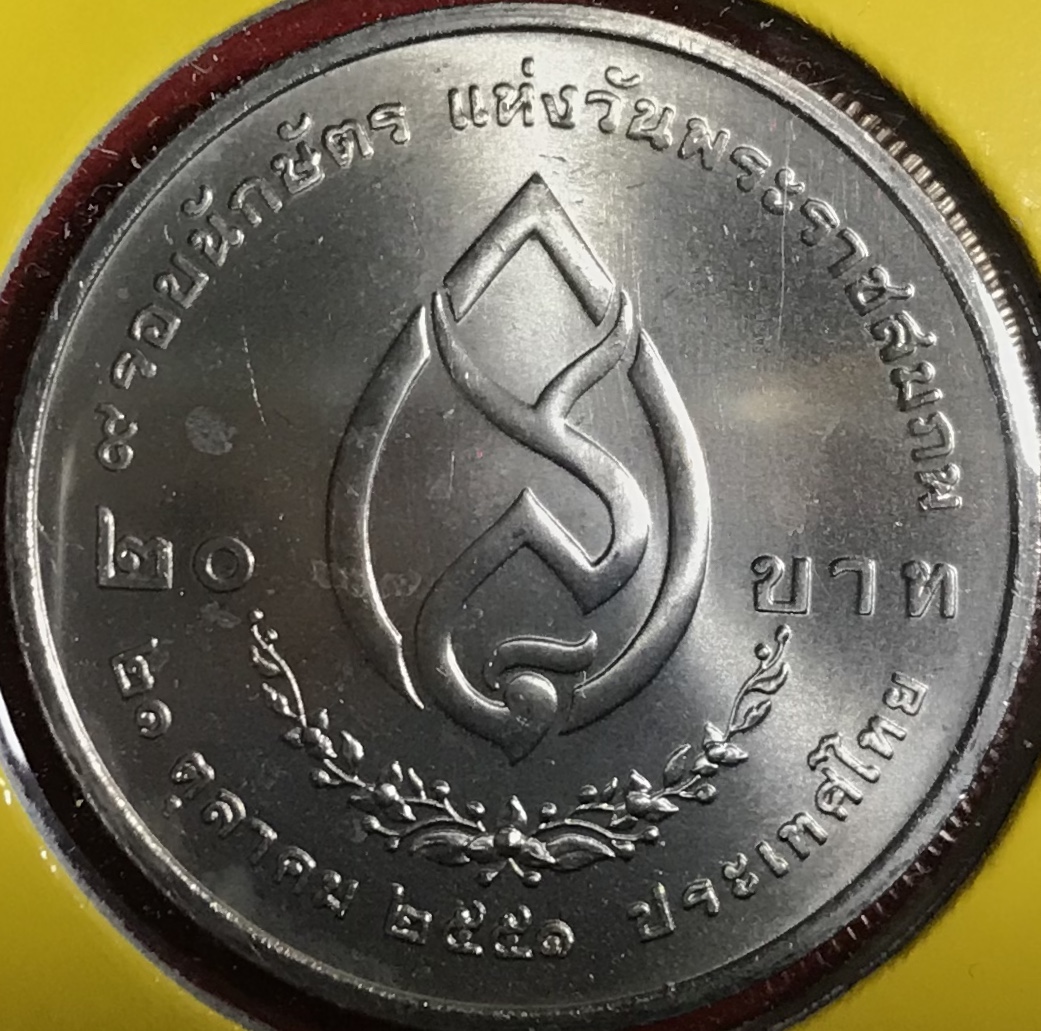 ๙ รอบนักษัตร แห่งวันพระราชสมภพ
๒๐ บาท
๒๑ ตุลาคม ๒๕๕๑ ประเทศไทย